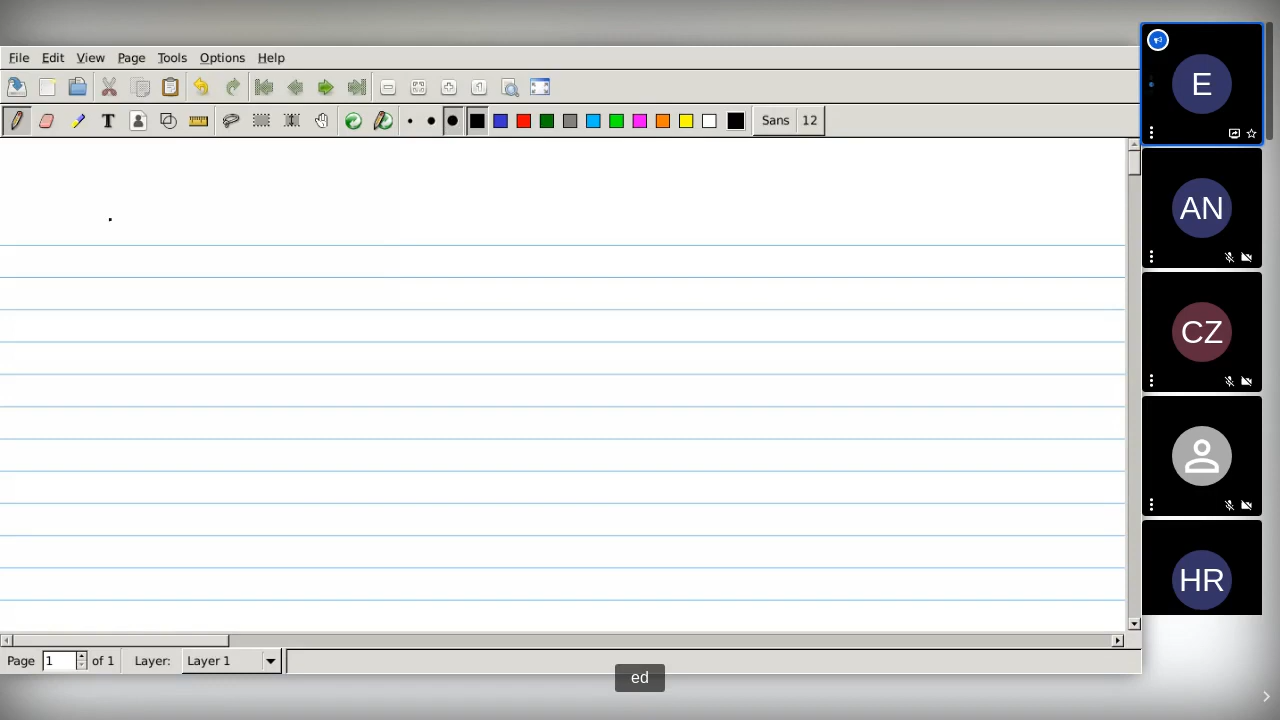 File Edit View Page Tools Options Help
T Sans 12
E
AN
CZ
HR
Page 1 of 1 Layer: Layer 1
ed